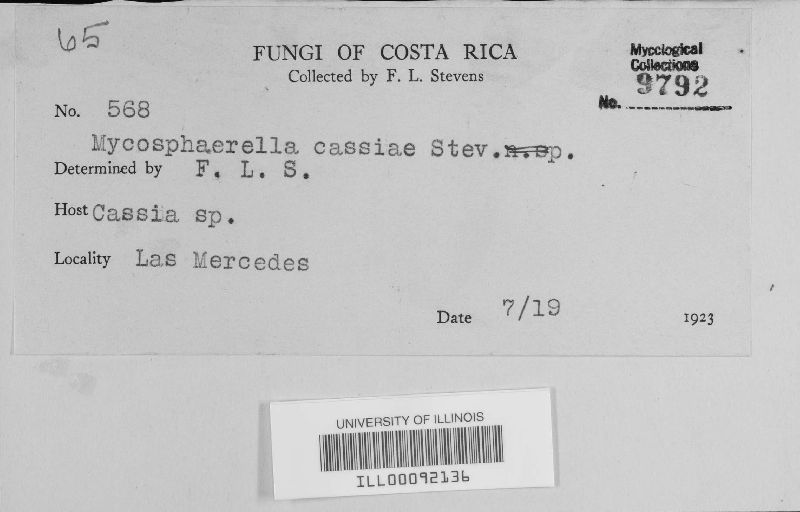 65
FUNGI OF COSTA RICA
Collected by F. L. Stevens
Mycological
Collections
No. 9792
No. 568
Mycosphaerella cassiae Stev. n.sp.
Determined by F. L. S.
Host Cassia sp.
Locality Las Mercedes
Date 7/19 1923
UNIVERSITY OF ILLINOIS
ILL00092136